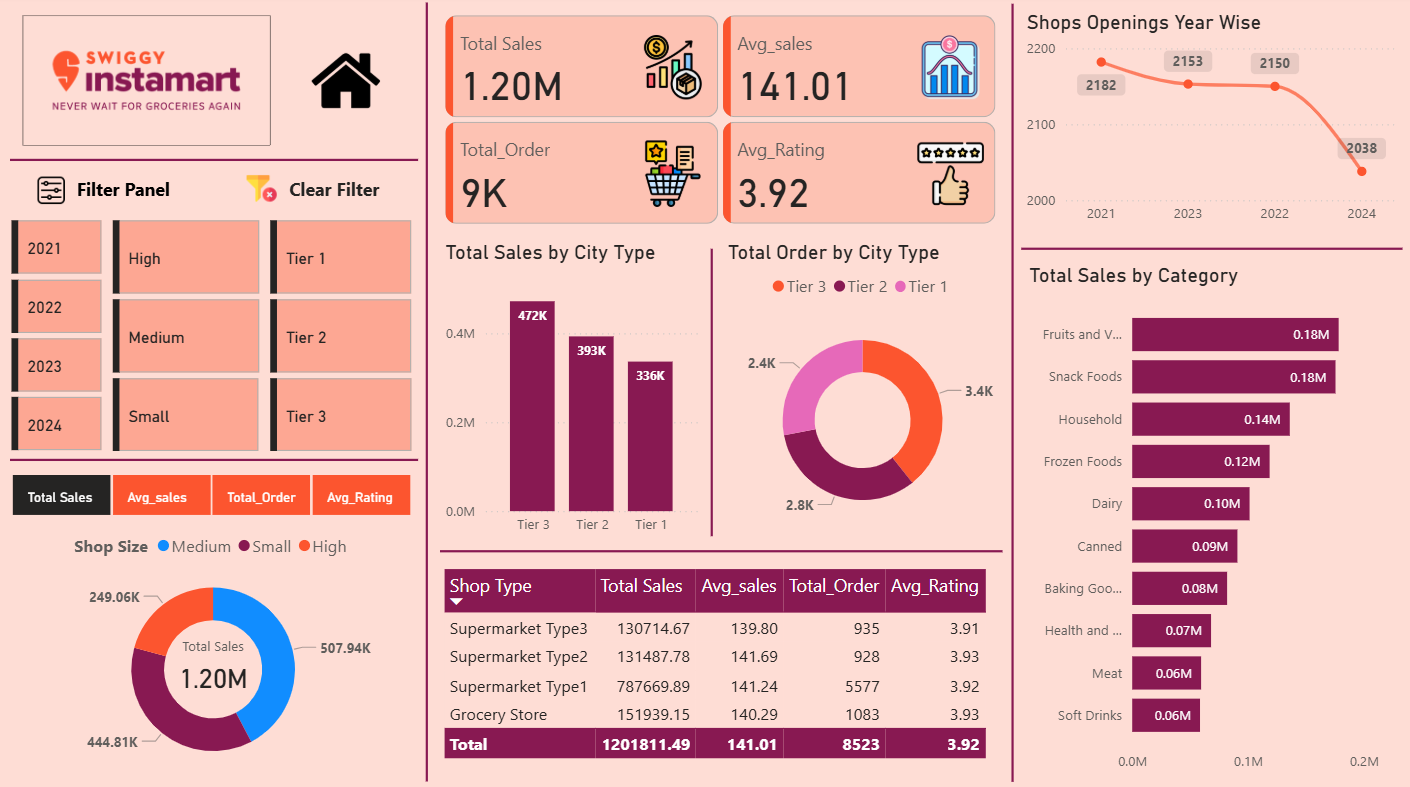 SWIGGY
instamart
NEVER WAIT FOR GROCERIES AGAIN
Filter Panel
Clear Filter
2021
2022
2023
2024
High
Medium
Small
Tier 1
Tier 2
Tier 3
Total Sales
Avg_sales
Total_Order
Avg_Rating
Shop Size Medium Small High
249.06K
507.94K
444.81K
Total Sales
1.20M
Total Sales
1.20M
Avg_sales
141.01
Total_Order
9K
Avg_Rating
3.92
Total Sales by City Type
0.4M
0.2M
0.0M
472K
393K
336K
Tier 3 Tier 2 Tier 1
Total Order by City Type
Tier 3 Tier 2 Tier 1
2.4K
3.4K
2.8K
Shop Type Total Sales Avg_sales Total_Order Avg_Rating
Supermarket Type3 130714.67 139.80 935 3.91
Supermarket Type2 131487.78 141.69 928 3.93
Supermarket Type1 787669.89 141.24 5577 3.92
Grocery Store 151939.15 140.29 1083 3.93
Total 1201811.49 141.01 8523 3.92
Shops Openings Year Wise
2200
2100
2000
2182
2153
2150
2038
2021 2023 2022 2024
Total Sales by Category
Fruits and V... 0.18M
Snack Foods 0.18M
Household 0.14M
Frozen Foods 0.12M
Dairy 0.10M
Canned 0.09M
Baking Goo... 0.08M
Health and ... 0.07M
Meat 0.06M
Soft Drinks 0.06M
0.0M 0.1M 0.2M